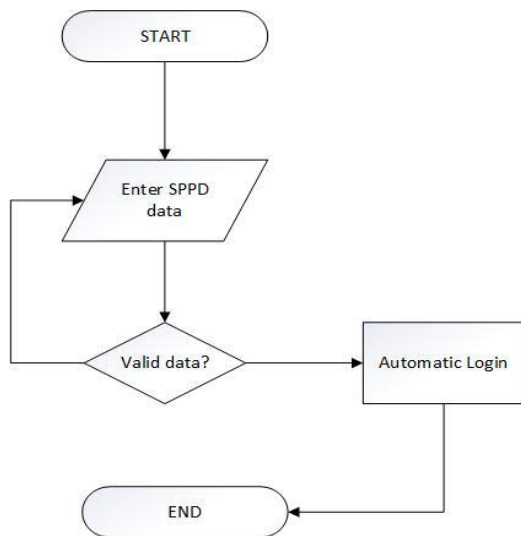 START
Enter SPPD
data
Valid data?
Automatic Login
END